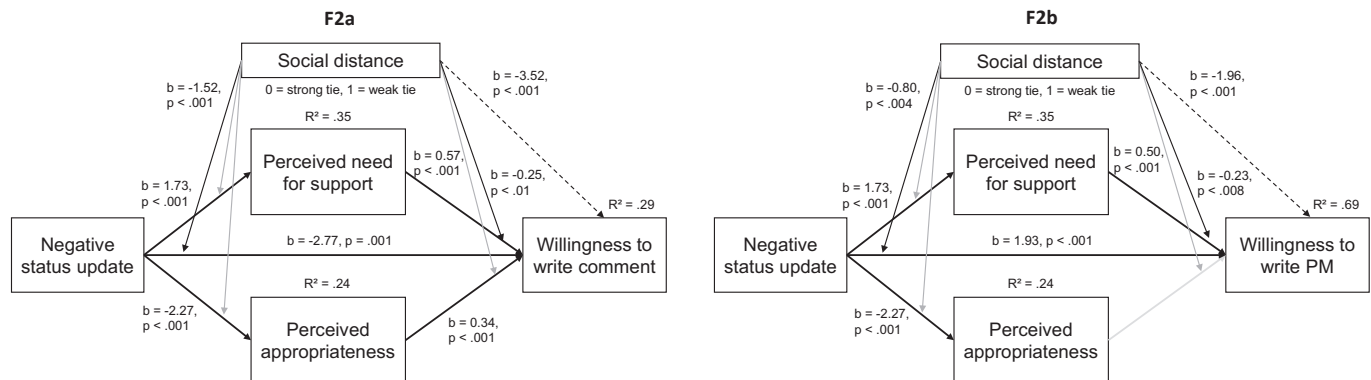 F2a
Social distance
0 = strong tie, 1 = weak tie
b = -1.52,
p < .001
b = -3.52,
p < .001
R² = .35
Perceived need
for support
b = 0.57,
p < .001
b = -0.25,
p < .01
b = 1.73,
p < .001
R² = .29
Negative
status update
b = -2.77, p = .001
Willingness to
write comment
R² = .24
b = -2.27,
p < .001
Perceived
appropriateness
b = 0.34,
p < .001
F2b
Social distance
0 = strong tie, 1 = weak tie
b = -0.80,
p < .004
b = -1.96,
p < .001
R² = .35
Perceived need
for support
b = 0.50,
p < .001
b = -0.23,
p < .008
b = 1.73,
p < .001
R² = .69
Negative
status update
b = 1.93, p < .001
Willingness to
write PM
R² = .24
b = -2.27,
p < .001
Perceived
appropriateness